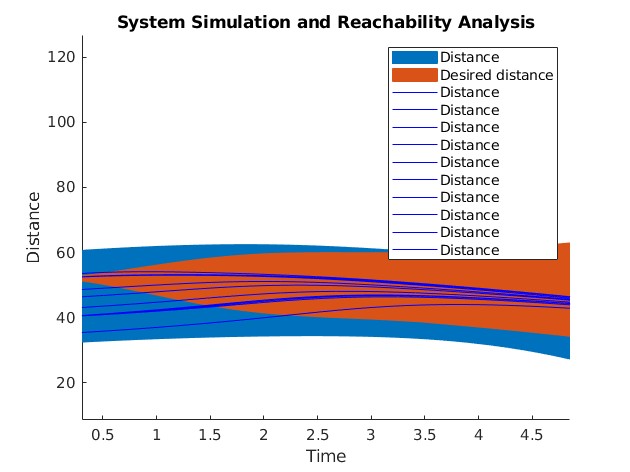 System Simulation and Reachability Analysis
120
100
80
60
40
20
Distance
Distance
Desired distance
Distance
Distance
Distance
Distance
Distance
Distance
Distance
Distance
Distance
Distance
0.5 1 1.5 2 2.5 3 3.5 4 4.5
Time